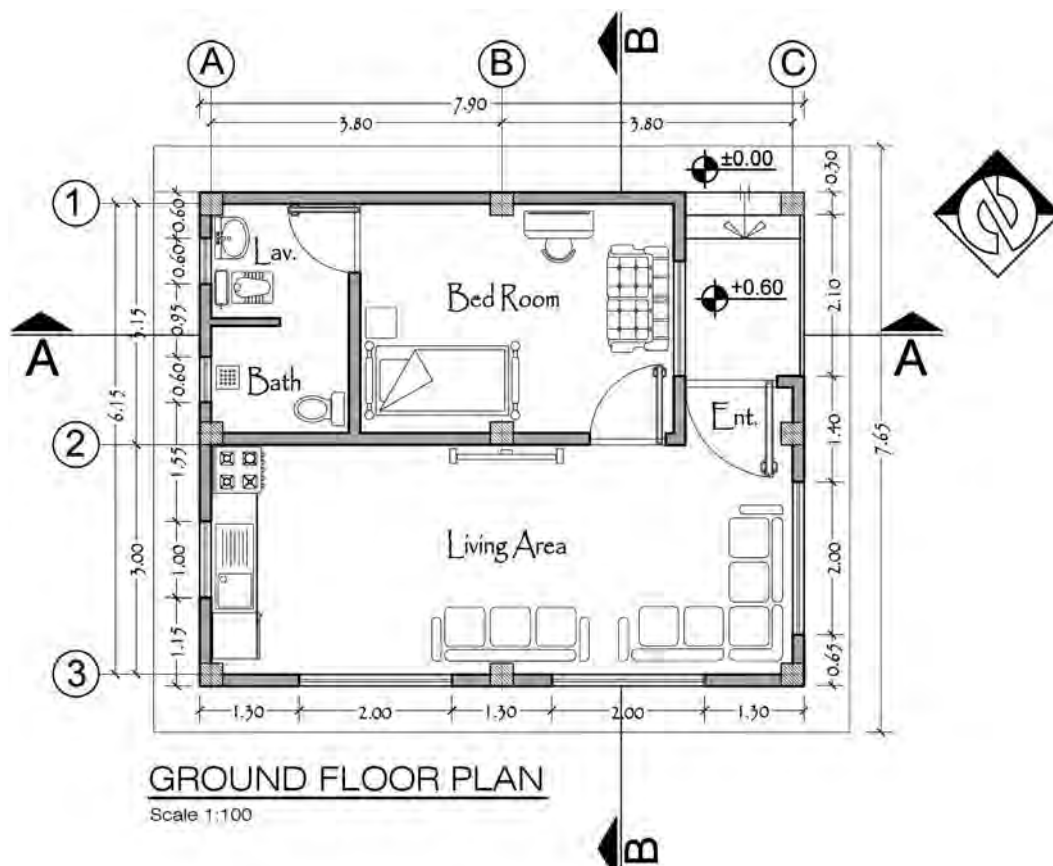 B
A
B
C
7.90
3.80
3.80
±0.00
0.30
1
0.60
Lav.
0.60
Bed Room
+0.60
2.10
0.95
3.15
A
A
Bath
0.60
6.15
Ent.
1.40
2
7.65
1.55
Living Area
1.00
3.00
2.00
1.15
0.65
3
1.30
2.00
1.30
2.00
1.30
GROUND FLOOR PLAN
Scale 1:100
B